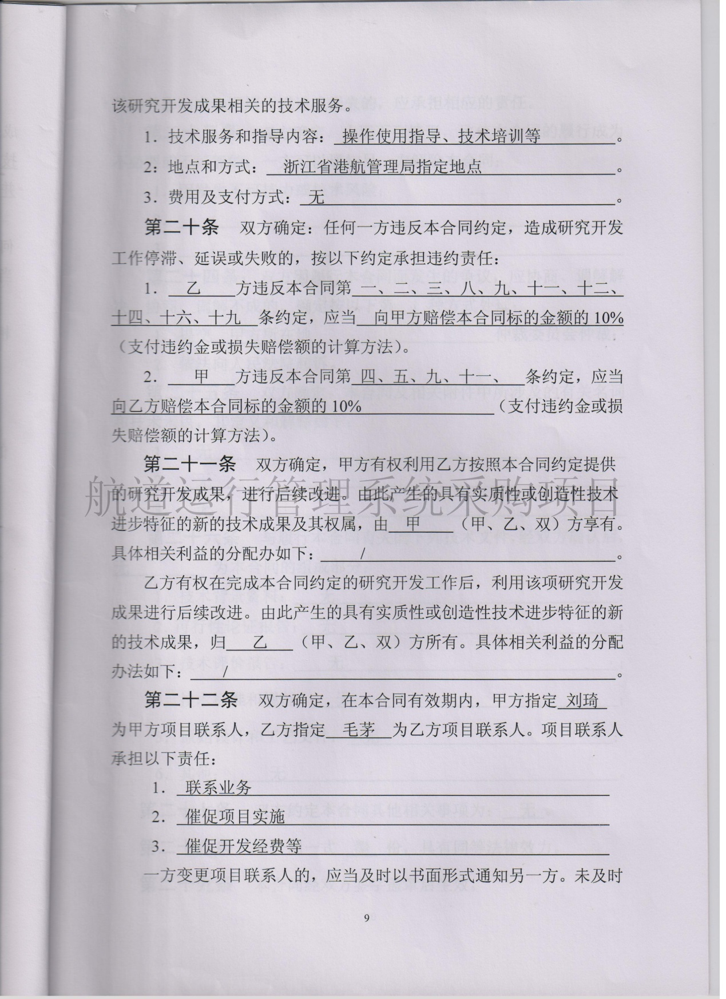 该研究开发成果相关的技术服务。
1．技术服务和指导内容：操作使用指导、技术培训等。
2：地点和方式：浙江省港航管理局指定地点。
3．费用及支付方式：无。
第二十条 双方确定：任何一方违反本合同约定，造成研究开发
工作停滞、延误或失败的，按以下约定承担违约责任：
1． 乙 方违反本合同第 一、二、三、八、九、十一、十二、
十四、十六、十九 条约定，应当 向甲方赔偿本合同标的金额的 10%
（支付违约金或损失赔偿额的计算方法）。
2． 甲 方违反本合同第 四、五、九、十一、 条约定，应当
向乙方赔偿本合同标的金额的 10% （支付违约金或损
失赔偿额的计算方法）。
第二十一条 双方确定，甲方有权利用乙方按照本合同约定提供
航道运行管理系统采购项目
的研究开发成果，进行后续改进。由此产生的具有实质性或创造性技术
进步特征的新的技术成果及其权属，由 甲 （甲、乙、双）方享有。
具体相关利益的分配办如下： / 。
乙方有权在完成本合同约定的研究开发工作后，利用该项研究开发
成果进行后续改进。由此产生的具有实质性或创造性技术进步特征的新
的技术成果，归 乙 （甲、乙、双）方所有。具体相关利益的分配
办法如下： / 。
第二十二条 双方确定，在本合同有效期内，甲方指定 刘琦
为甲方项目联系人，乙方指定 毛茅 为乙方项目联系人。项目联系人
承担以下责任：
1． 联系业务
2． 催促项目实施
3． 催促开发经费等
一方变更项目联系人的，应当及时以书面形式通知另一方。未及时
9